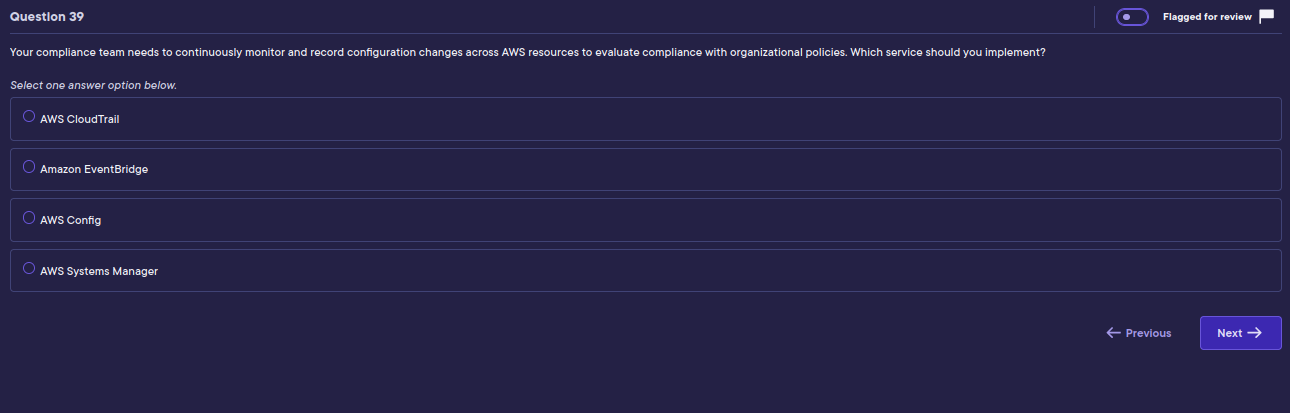 Question 39
Flagged for review
Your compliance team needs to continuously monitor and record configuration changes across AWS resources to evaluate compliance with organizational policies. Which service should you implement?
Select one answer option below.
AWS CloudTrail
Amazon EventBridge
AWS Config
AWS Systems Manager
Previous
Next